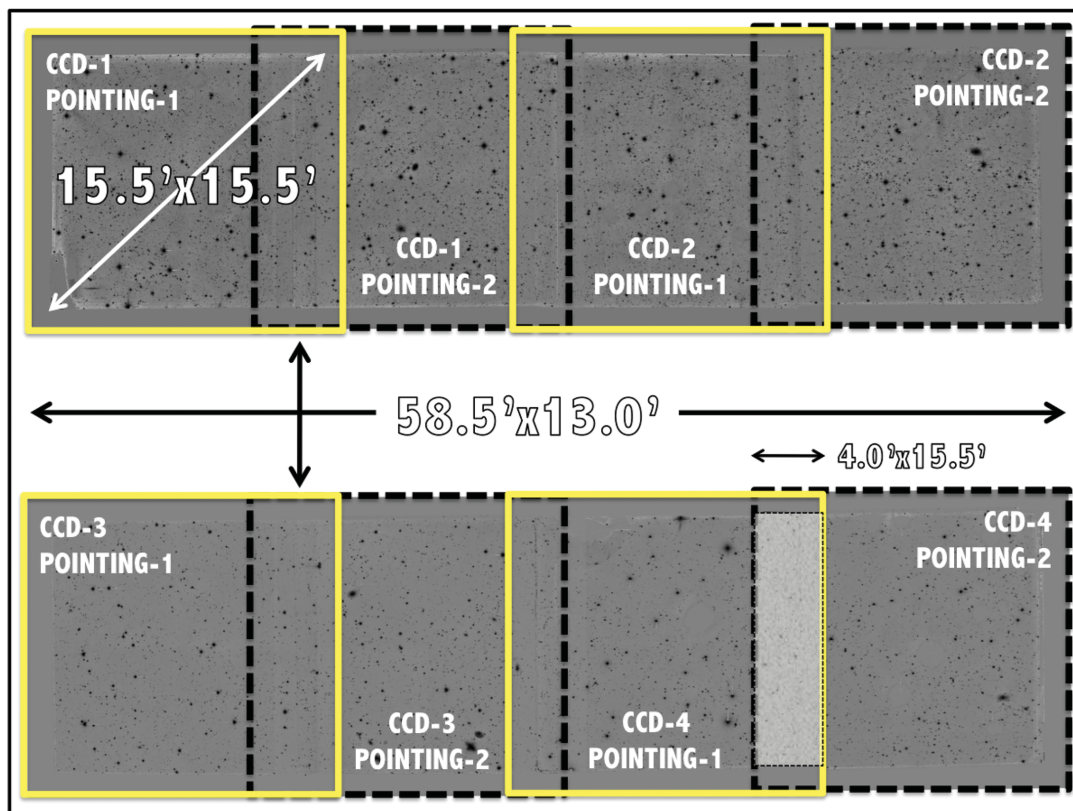 CCD-1
POINTING-1
CCD-2
POINTING-2
15.5'x15.5'
CCD-1
POINTING-2
CCD-2
POINTING-1
58.5'x13.0'
4.0'x15.5'
CCD-3
POINTING-1
CCD-4
POINTING-2
CCD-3
POINTING-2
CCD-4
POINTING-1